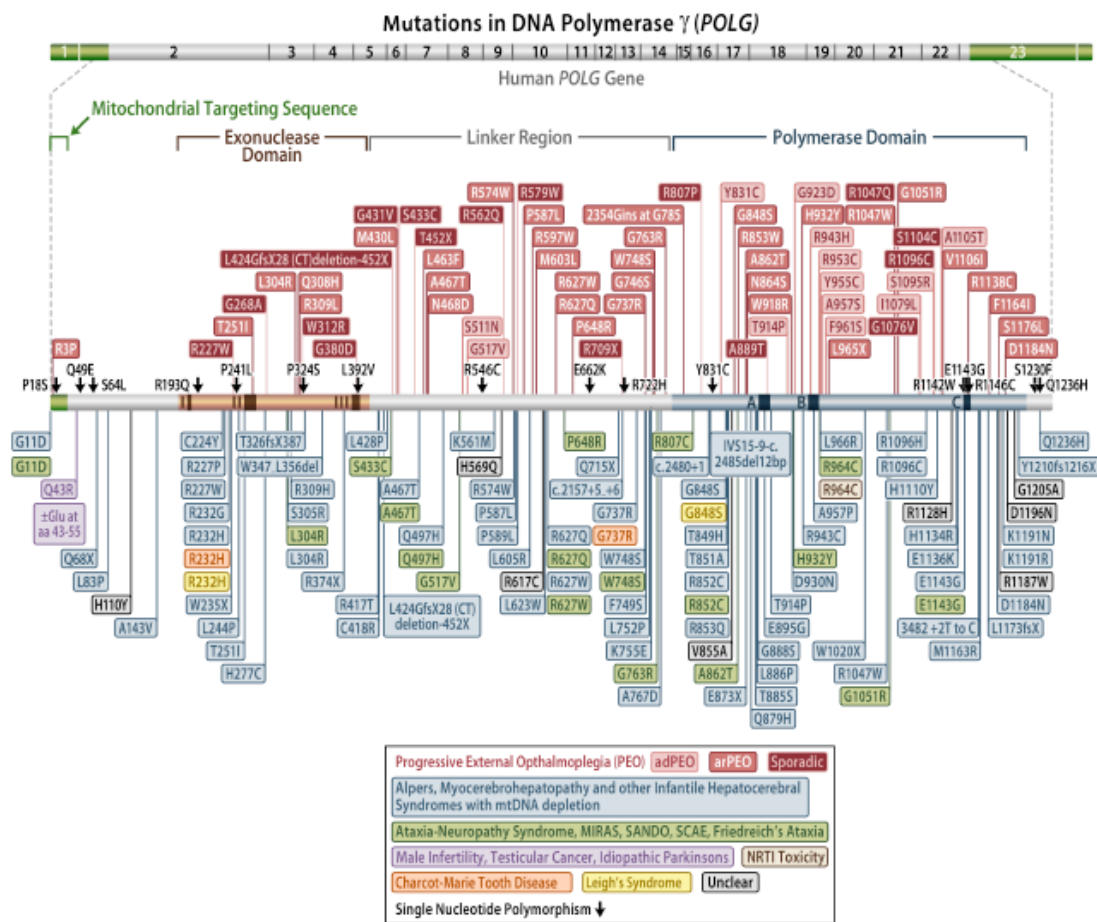 Mutations in DNA Polymerase γ (POLG)
1 2 3 4 5 6 7 8 9 10 11 12 13 14 15 16 17 18 19 20 21 22 23
Human POLG Gene
Mitochondrial Targeting Sequence
Exonuclease Domain
Linker Region
Polymerase Domain
R574W R579W R807P Y831C G923D R1047Q G1051R
G431V S433C R562Q P587L 2354Gins at G785 G848S H932Y R1047W
M430L T452X R597W G763R R853W R943H S1104C A1105T
L424GfsX28 (CT)deletion-452X L463F M603L W748S A862T R953C R1096C V1106I
L304R Q308H A467T R627W G746S N864S Y955C S1095R R1138C
G268A R309L N468D R627Q G737R W918R A957S I1079L F1164I
T251I W312R S511N P648R T914P F961S G1076V S1176L
R3P R227W G380D G517V R709X A889T L965X D1184N
Q49E P241L P324S L392V R546C E662K Y831C E1143G S1230F
P18S S64L R193Q R722H R1142W R1146C Q1236H
A B C
G11D C224Y T326fsX387 L428P K561M P648R R807C IVS15-9-c. 2485del12bp L966R R1096H Q1236H
G11D R227P W347_L356del S433C H569Q Q715X c.2480+1 R964C R1096C Y1210fs1216X
Q43R R227W R309H A467T R574W c.2157+5_+6 G848S R964C H1110Y G1205A
±Glu at aa 43-55 R232G S305R A467T P587L G737R G848S A957P R1128H D1196N
R232H L304R Q497H P589L R627Q G737R T849H R943C H1134R K1191N
Q68X R232H L304R Q497H L605R R627Q W748S T851A H932Y E1136K K1191R
L83P R232H R374X G517V R617C R627W W748S R852C D930N E1143G R1187W
H110Y W235X R417T L424GfsX28 (CT) deletion-452X L623W R627W F749S R852C T914P E1143G D1184N
A143V L244P C418R L752P R853Q E895G 3482 +2T to C L1173fsX
T251I K755E V855A G888S W1020X M1163R
H277C G763R A862T L886P R1047W
A767D E873X T885S G1051R
Q879H
Progressive External Opthalmoplegia (PEO) adPEO arPEO Sporadic
Alpers, Myocerebrohepatopathy and other Infantile Hepatocerebral
Syndromes with mtDNA depletion
Ataxia-Neuropathy Syndrome, MIRAS, SANDO, SCAE, Friedreich's Ataxia
Male Infertility, Testicular Cancer, Idiopathic Parkinsons NRTI Toxicity
Charcot-Marie Tooth Disease Leigh's Syndrome Unclear
Single Nucleotide Polymorphism